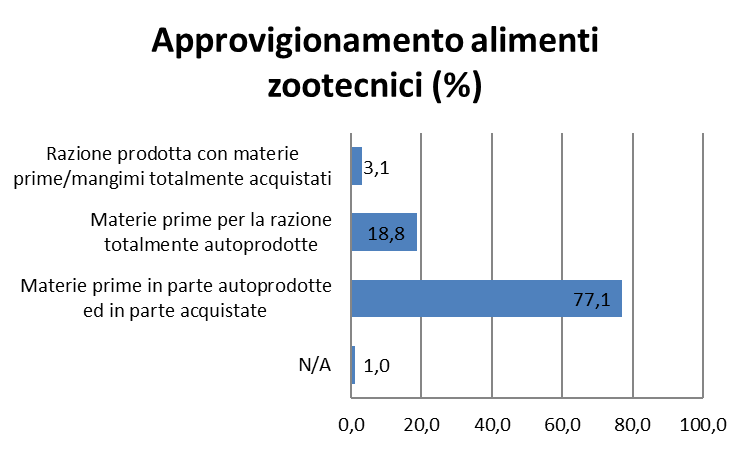 Approvigionamento alimenti
zootecnici (%)
Razione prodotta con materie
prime/mangimi totalmente acquistati
3,1
Materie prime per la razione
totalmente autoprodotte
18,8
Materie prime in parte autoprodotte
ed in parte acquistate
77,1
N/A
1,0
0,0 20,0 40,0 60,0 80,0 100,0